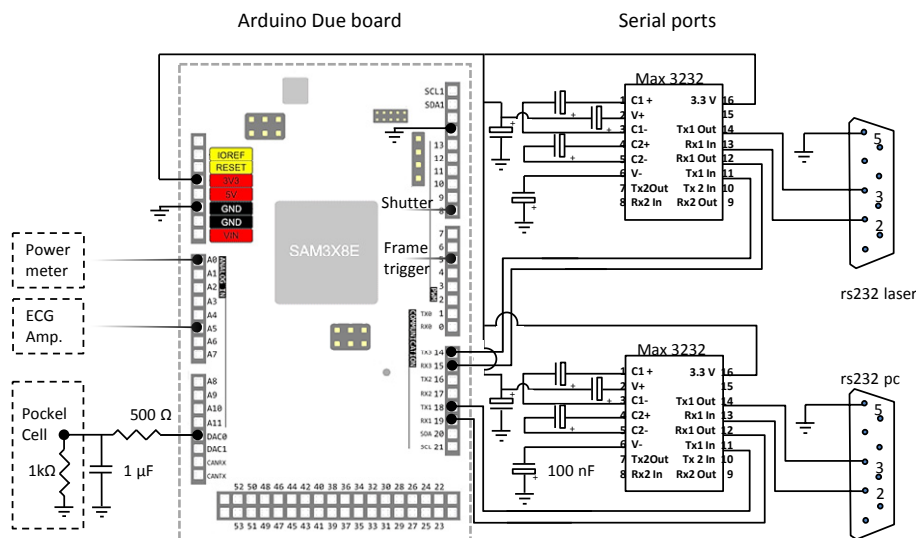 Arduino Due board
Serial ports
SCL1
SDA1
13
12
11
10
9
8
7
6
5
4
3
2
TX0 1
RX0 0
TX3 14
RX3 15
TX2 16
RX2 17
TX1 18
RX1 19
SDA 20
SCL 21
PWM
COMMUNICATION
IOREF
RESET
3V3
5V
GND
GND
VIN
SAM3X8E
Shutter
Frame
trigger
Power
meter
ECG
Amp.
ANALOG IN
A0
A1
A2
A3
A4
A5
A6
A7
A8
A9
A10
A11
DAC0
DAC1
CANRX
CANTX
Pockel
Cell
500 Ω
1kΩ
1 µF
52 50 48 46 44 42 40 38 36 34 32 30 28 26 24 22
53 51 49 47 45 43 41 39 37 35 33 31 29 27 25 23
Max 3232
1 C1 + 3.3 V 16
2 V+ 15
3 C1- Tx1 Out 14
4 C2+ Rx1 In 13
5 C2- Rx1 Out 12
6 V- Tx1 In 11
7 Tx2Out Tx 2 In 10
8 Rx2 In Rx2 Out 9
5
3
2
rs232 laser
Max 3232
1 C1 + 3.3 V 16
2 V+ 15
3 C1- Tx1 Out 14
4 C2+ Rx1 In 13
5 C2- Rx1 Out 12
6 V- Tx1 In 11
7 Tx2Out Tx 2 In 10
8 Rx2 In Rx2 Out 9
100 nF
rs232 pc
5
3
2